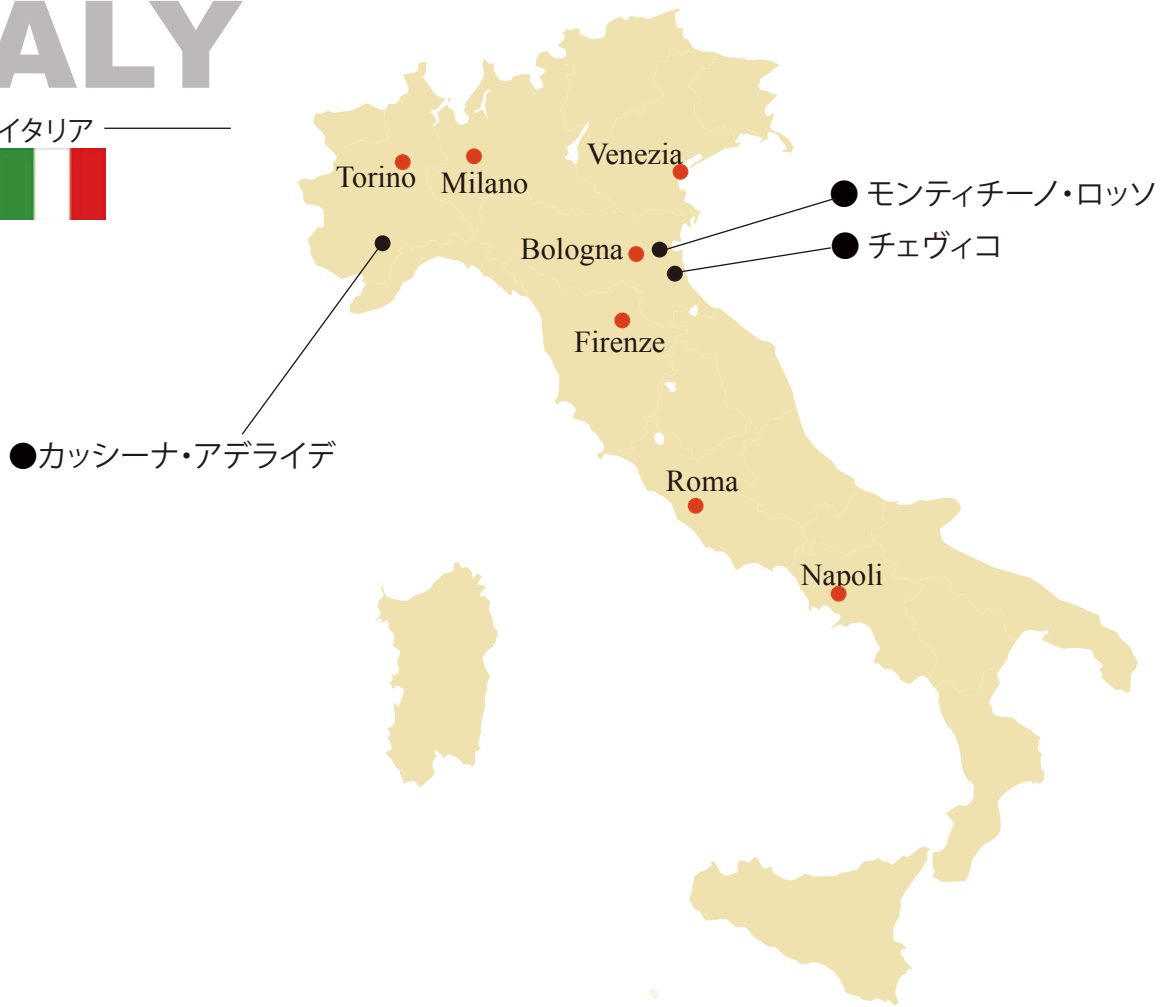 ALY
イタリア
Torino
Milano
Venezia
● モンティチーノ・ロッソ
Bologna
● チェヴィコ
Firenze
●カッシーナ・アデライデ
Roma
Napoli